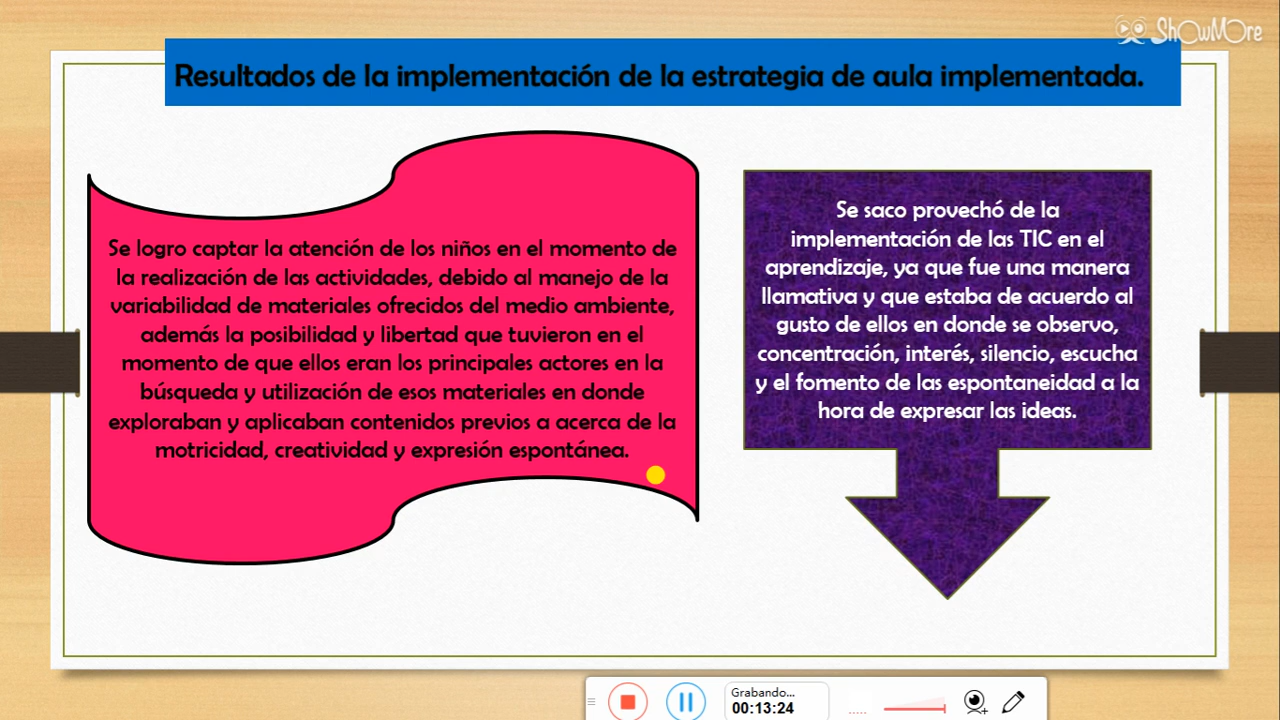 ShowMore
Resultados de la implementación de la estrategia de aula implementada.
Se logro captar la atención de los niños en el momento de
la realización de las actividades, debido al manejo de la
variabilidad de materiales ofrecidos del medio ambiente,
además la posibilidad y libertad que tuvieron en el
momento de que ellos eran los principales actores en la
búsqueda y utilización de esos materiales en donde
exploraban y aplicaban contenidos previos a acerca de la
motricidad, creatividad y expresión espontánea.
Se saco provechó de la
implementación de las TIC en el
aprendizaje, ya que fue una manera
llamativa y que estaba de acuerdo al
gusto de ellos en donde se observo,
concentración, interés, silencio, escucha
y el fomento de las espontaneidad a la
hora de expresar las ideas.
Grabando...
00:13:24